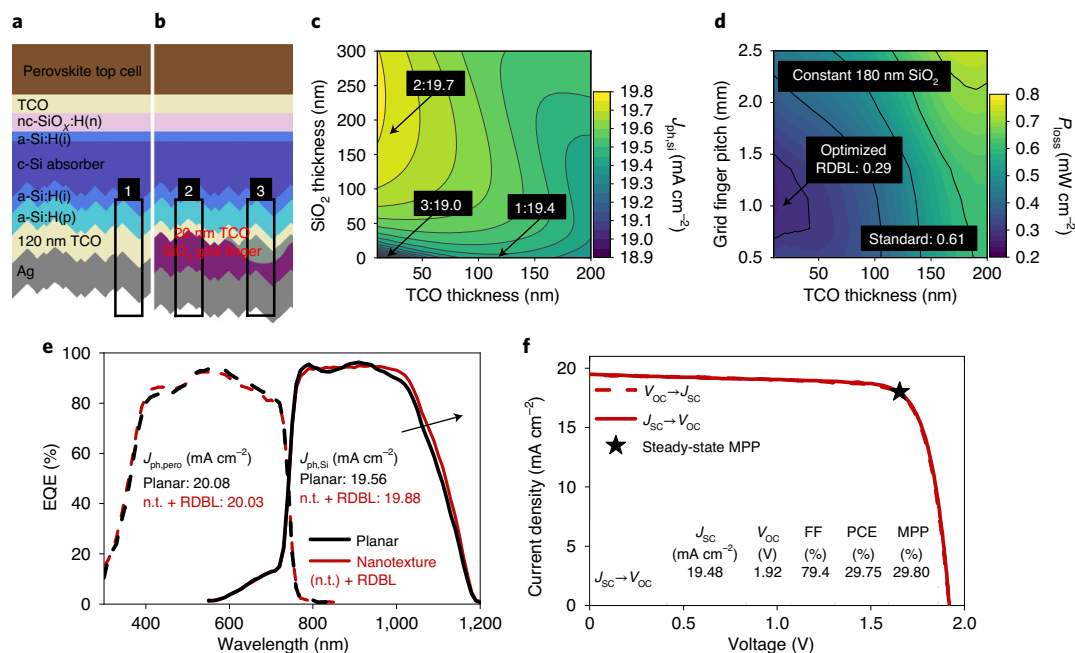 a
b
Perovskite top cell
TCO
nc-SiOₓ:H(n)
a-Si:H(i)
c-Si absorber
a-Si:H(i)
a-Si:H(p)
120 nm TCO
Ag
1
2
3
20 nm TCO
SiO₂ grid finger
c
SiO₂ thickness (nm)
300
250
200
150
100
50
0
2:19.7
3:19.0
1:19.4
50
100
150
200
TCO thickness (nm)
19.8
19.7
19.6
19.5
19.4
19.3
19.2
19.1
19.0
18.9
Jph,si (mA cm⁻²)
d
Grid finger pitch (mm)
2.5
2.0
1.5
1.0
0.5
Constant 180 nm SiO₂
Optimized
RDBL: 0.29
Standard: 0.61
50
100
150
200
TCO thickness (nm)
0.8
0.7
0.6
0.5
0.4
0.3
0.2
Ploss (mW cm⁻²)
e
EQE (%)
100
80
60
40
20
0
Jph,pero (mA cm⁻²)
Planar: 20.08
n.t. + RDBL: 20.03
Jph,Si (mA cm⁻²)
Planar: 19.56
n.t. + RDBL: 19.88
Planar
Nanotexture
(n.t.) + RDBL
400
600
800
1,000
1,200
Wavelength (nm)
f
Current density (mA cm⁻²)
20
15
10
5
0
VOC→JSC
JSC→VOC
Steady-state MPP
JSC VOC FF PCE MPP
(mA cm⁻²) (V) (%) (%) (%)
JSC→VOC 19.48 1.92 79.4 29.75 29.80
0
0.5
1.0
1.5
2.0
Voltage (V)